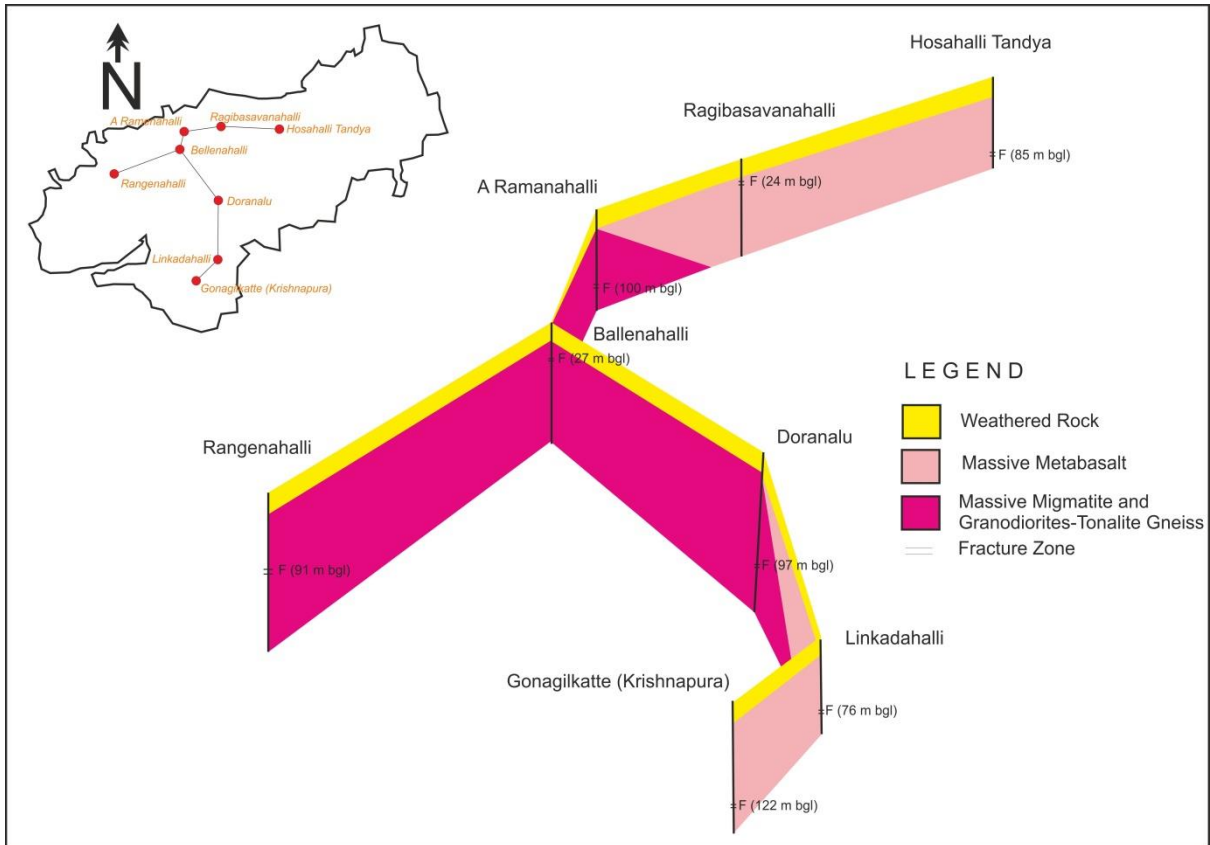 N
A Ramenahalli
Ragibasavanahalli
Hosahalli Tandya
Bellenahalli
Rangenahalli
Doranalu
Linkadahalli
Gonagilkatte (Krishnapura)
Hosahalli Tandya
Ragibasavanahalli
F (85 m bgl)
F (24 m bgl)
A Ramanahalli
F (100 m bgl)
Ballenahalli
F (27 m bgl)
Rangenahalli
F (91 m bgl)
Doranalu
F (97 m bgl)
Linkadahalli
Gonagilkatte (Krishnapura)
F (76 m bgl)
F (122 m bgl)
LEGEND
Weathered Rock
Massive Metabasalt
Massive Migmatite and
Granodiorites-Tonalite Gneiss
Fracture Zone